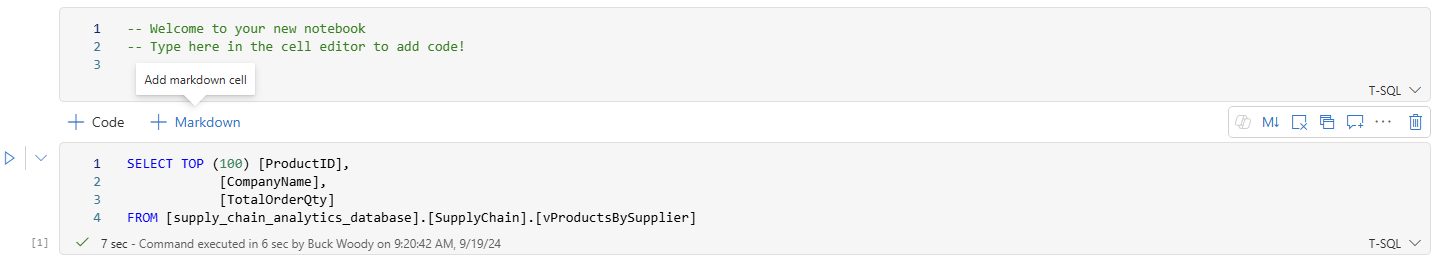 1 -- Welcome to your new notebook
2 -- Type here in the cell editor to add code!
3
Add markdown cell
T-SQL
Code Markdown M↓
1 SELECT TOP (100) [ProductID],
2 [CompanyName],
3 [TotalOrderQty]
4 FROM [supply_chain_analytics_database].[SupplyChain].[vProductsBySupplier]
[1] 7 sec - Command executed in 6 sec by Buck Woody on 9:20:42 AM, 9/19/24 T-SQL